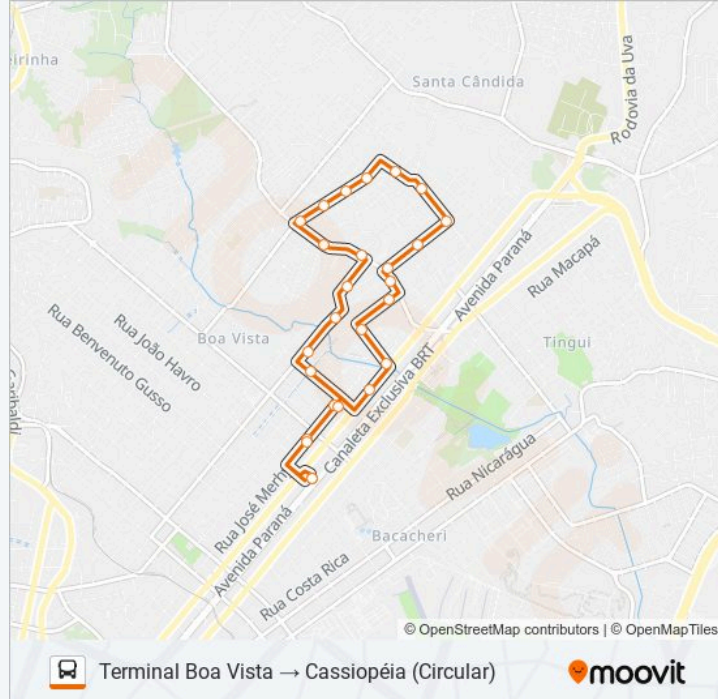 eirinha
Santa Cândida
Rodovia da Uva
Avenida Paraná
Rua Macapá
Rua João Havro
Rua Benvenuto Gusso
Boa Vista
Tingui
Garibaldi
Canaleta Exclusiva BRT
Rua José Merh
Rua Nicarágua
Avenida Paraná
Bacacheri
Rua Costa Rica
© OpenStreetMap contributors | © OpenMapTiles
Terminal Boa Vista → Cassiopéia (Circular)
moovit